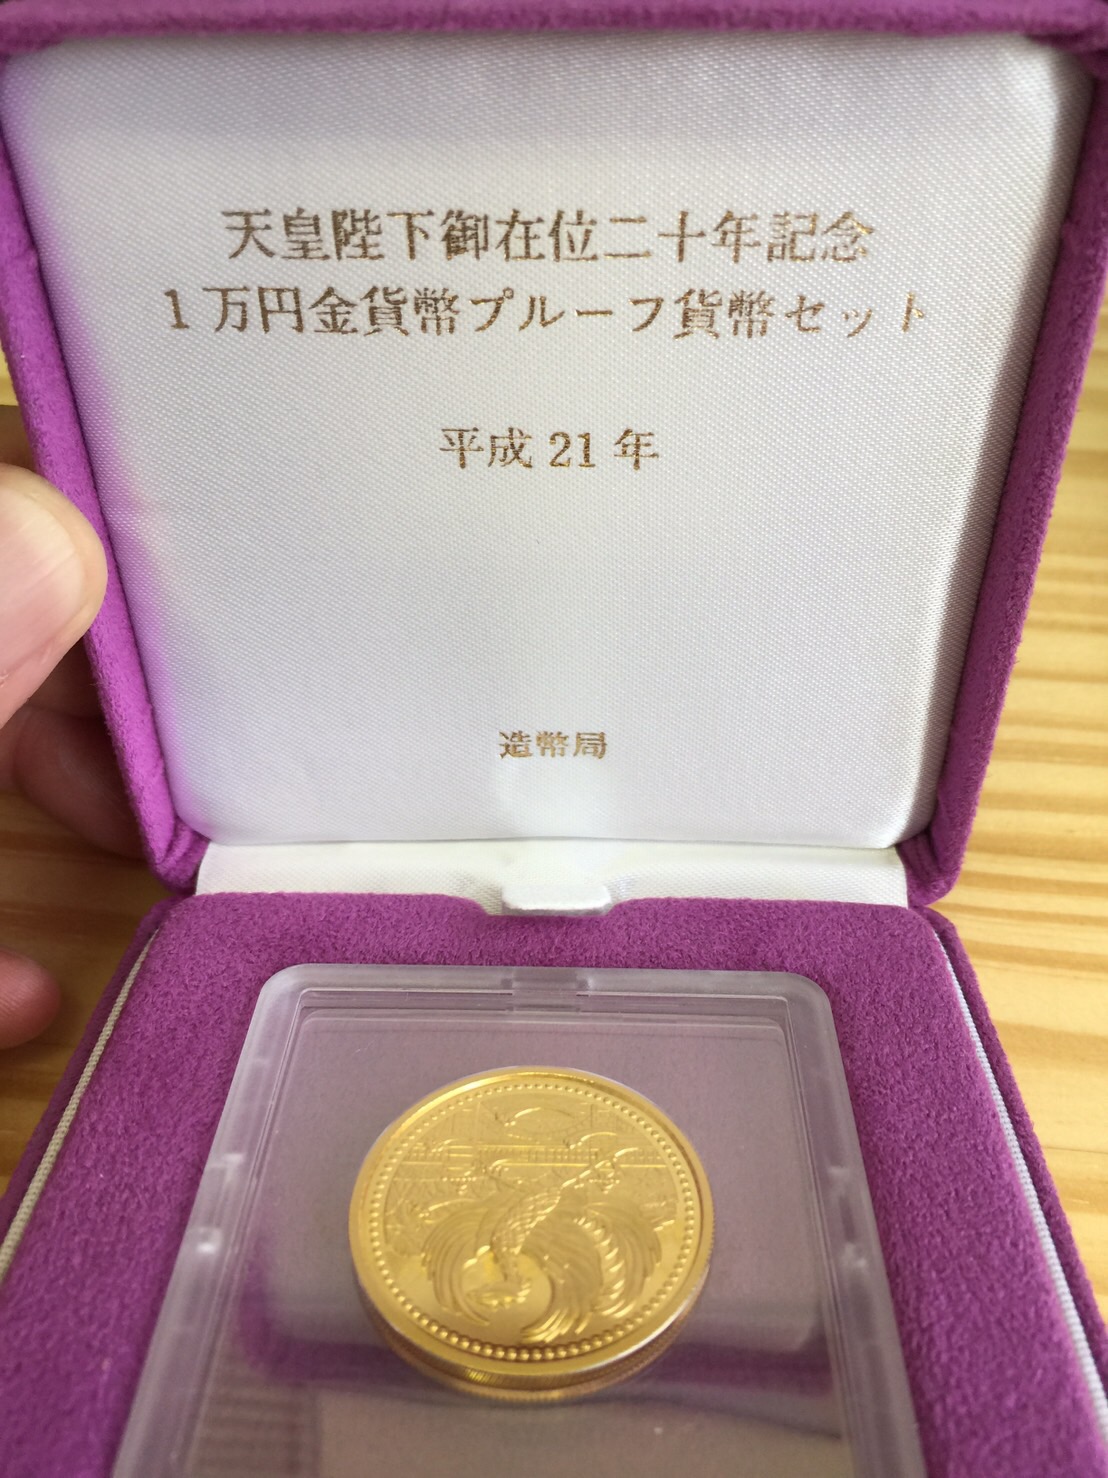 天皇陛下御在位二十年記念
1万円金貨幣プルーフ貨幣セット
平成21年
造幣局